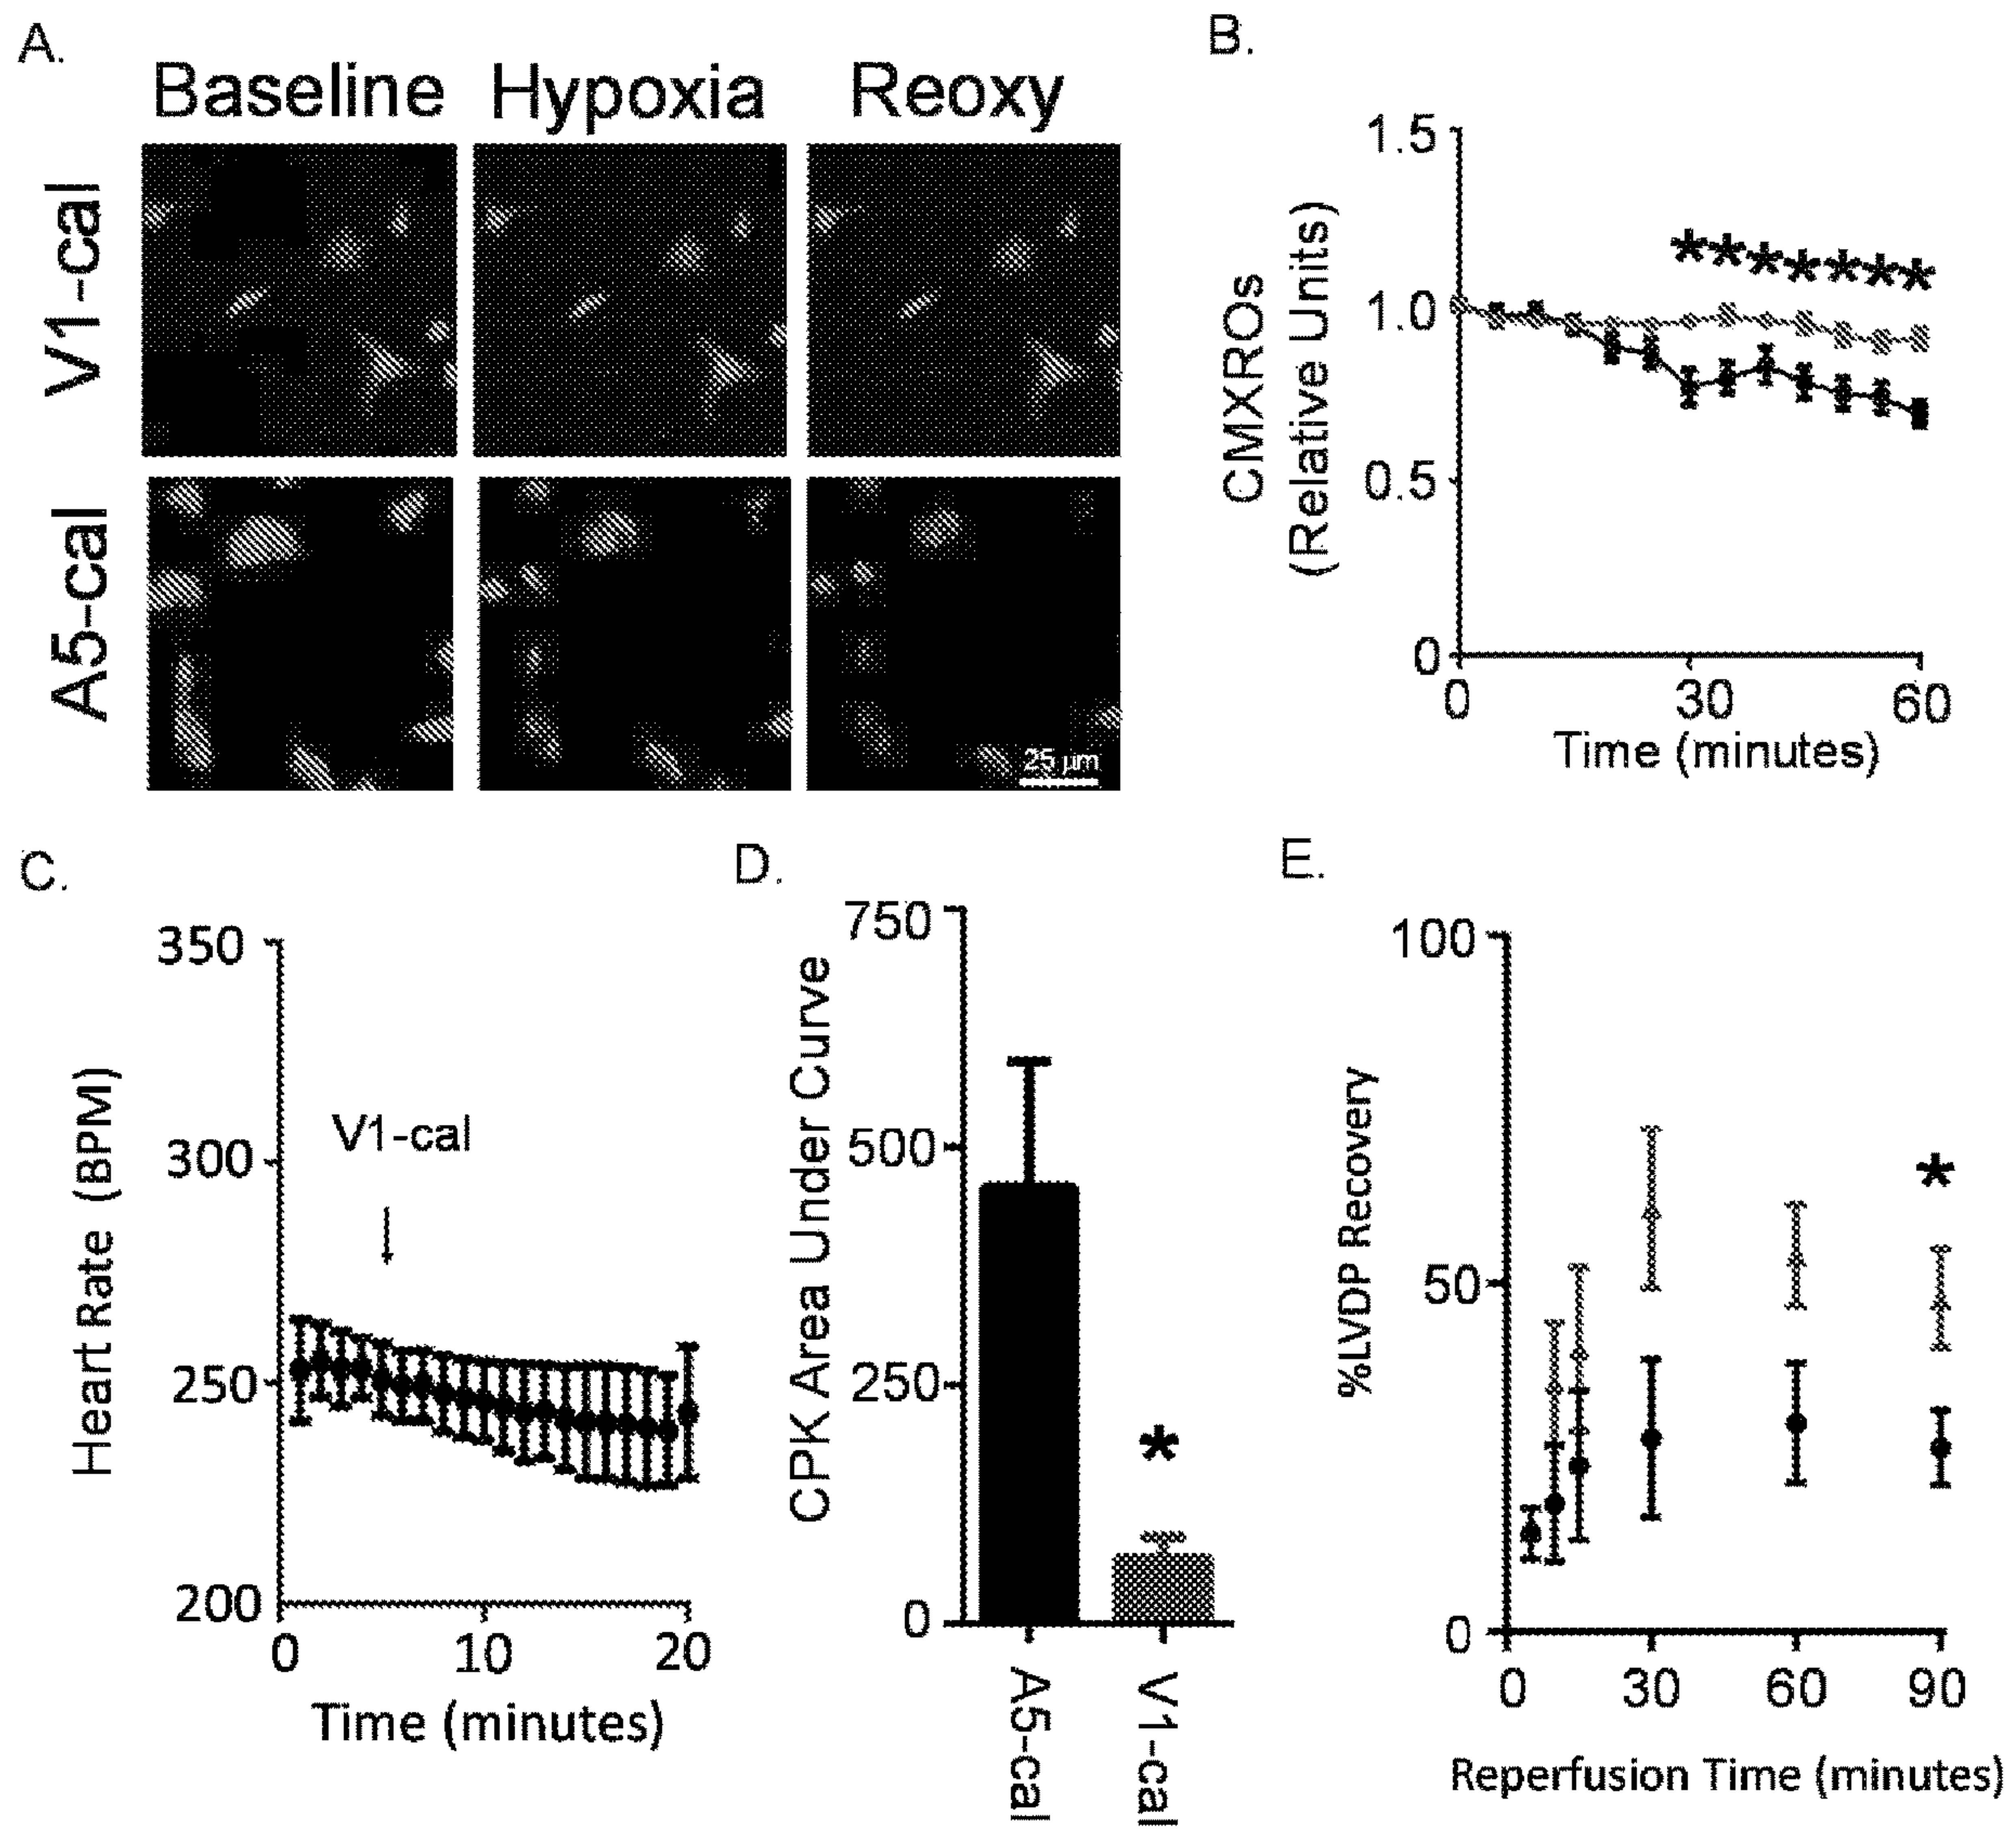 A.
Baseline Hypoxia Reoxy
V1-cal
A5-cal
25 µm
B.
CMXROs
(Relative Units)
1.5
1.0
0.5
0
0 30 60
Time (minutes)
*******
C.
Heart Rate (BPM)
350
300
250
200
V1-cal
0 10 20
Time (minutes)
D.
CPK Area Under Curve
750
500
250
0
*
A5-cal
V1-cal
E.
%LVDP Recovery
100
50
0
*
0 30 60 90
Reperfusion Time (minutes)